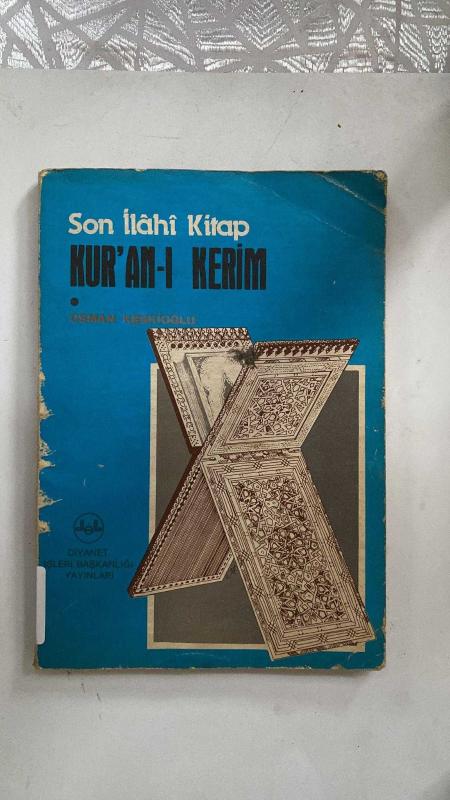 Son İlâhî Kitap
KUR'AN-I KERİM
OSMAN KESKİOĞLU
DİYANET
İŞLERİ BAŞKANLIĞI
YAYINLARI